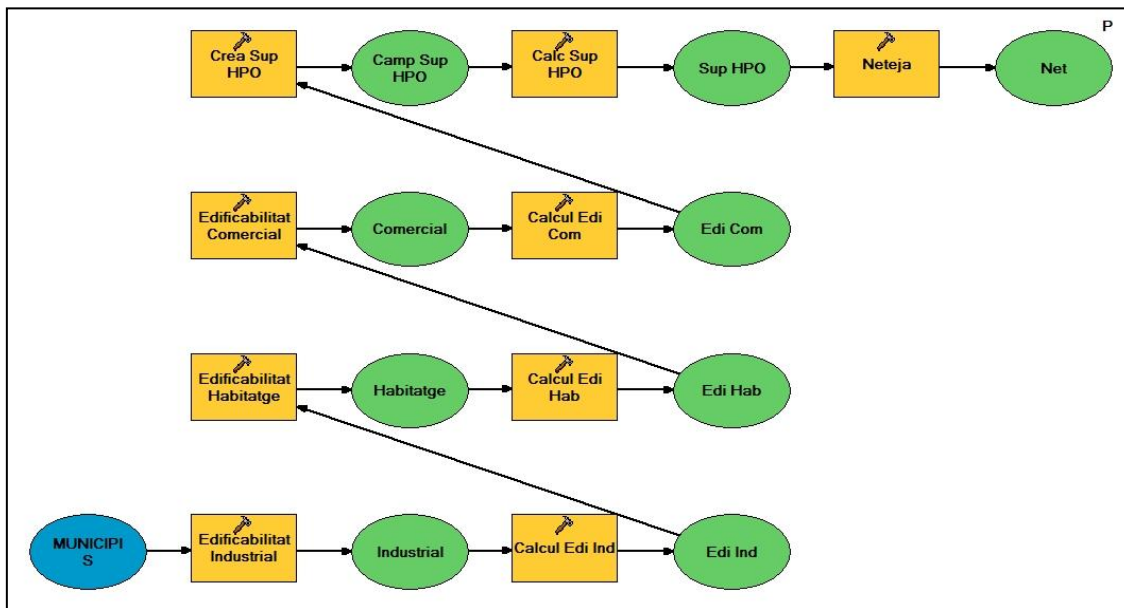 P
Crea Sup
HPO
Camp Sup
HPO
Calc Sup
HPO
Sup HPO
Neteja
Net
Edificabilitat
Comercial
Comercial
Calcul Edi
Com
Edi Com
Edificabilitat
Habitatge
Habitatge
Calcul Edi
Hab
Edi Hab
MUNICIPI
S
Edificabilitat
Industrial
Industrial
Calcul Edi Ind
Edi Ind